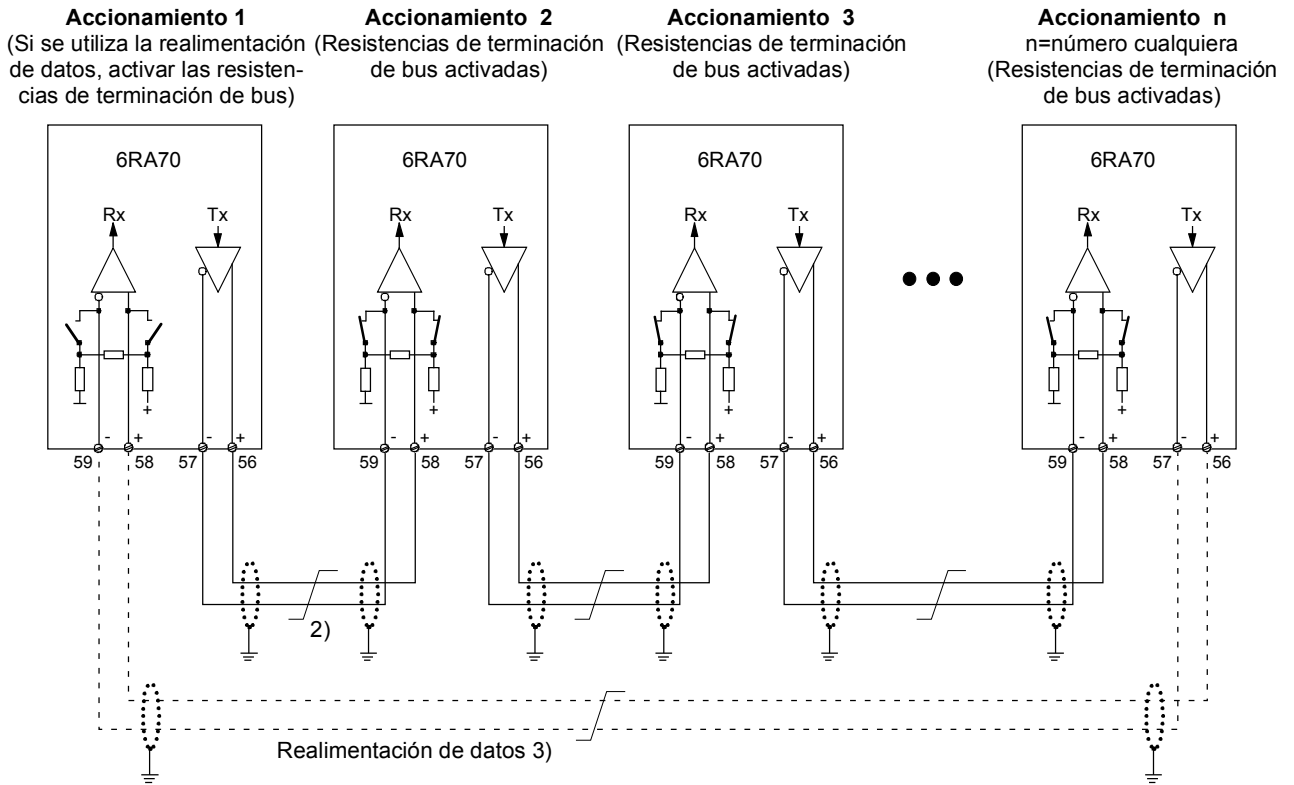 Accionamiento 1
(Si se utiliza la realimentación
de datos, activar las resisten-
cias de terminación de bus)
Accionamiento 2
(Resistencias de terminación
de bus activadas)
Accionamiento 3
(Resistencias de terminación
de bus activadas)
Accionamiento n
n=número cualquiera
(Resistencias de terminación
de bus activadas)
6RA70
6RA70
6RA70
6RA70
Rx Tx
Rx Tx
Rx Tx
Rx Tx
+
+
+
+
- + - +
- + - +
- + - +
- + - +
59 58 57 56
59 58 57 56
59 58 57 56
59 58 57 56
2)
Realimentación de datos 3)